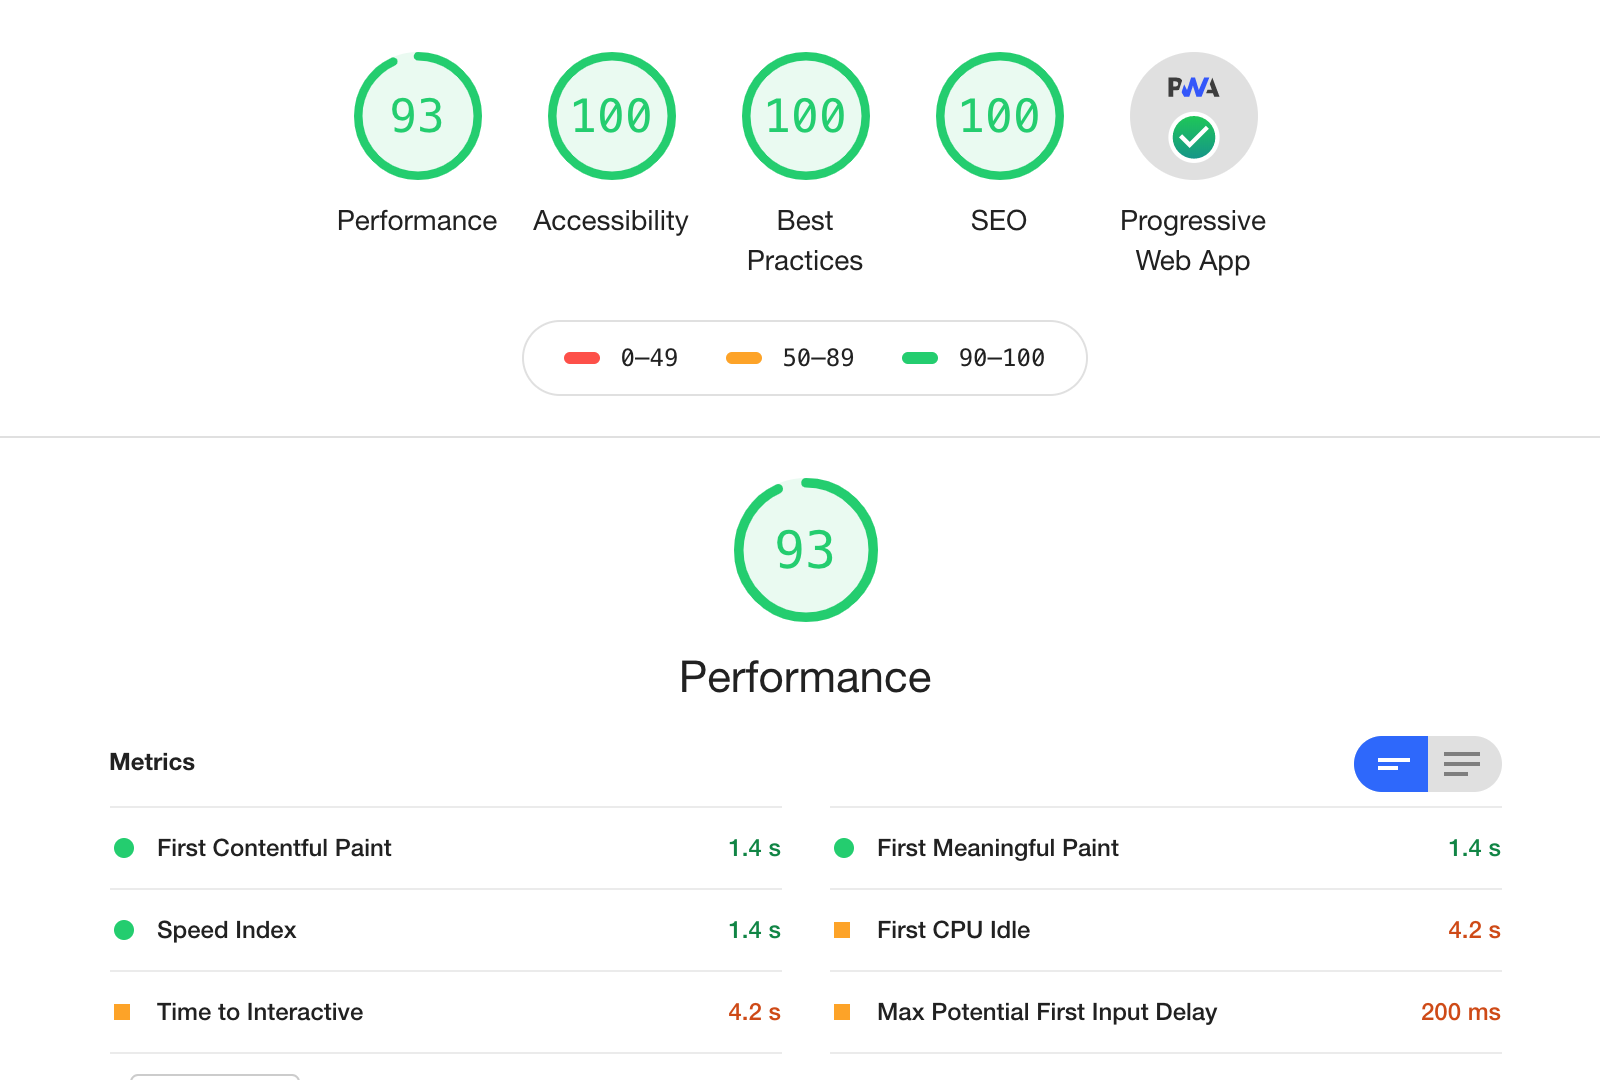 93
100
100
100
PWA
Performance
Accessibility
Best
Practices
SEO
Progressive
Web App
0–49
50–89
90–100
93
Performance
Metrics
First Contentful Paint
1.4 s
First Meaningful Paint
1.4 s
Speed Index
1.4 s
First CPU Idle
4.2 s
Time to Interactive
4.2 s
Max Potential First Input Delay
200 ms